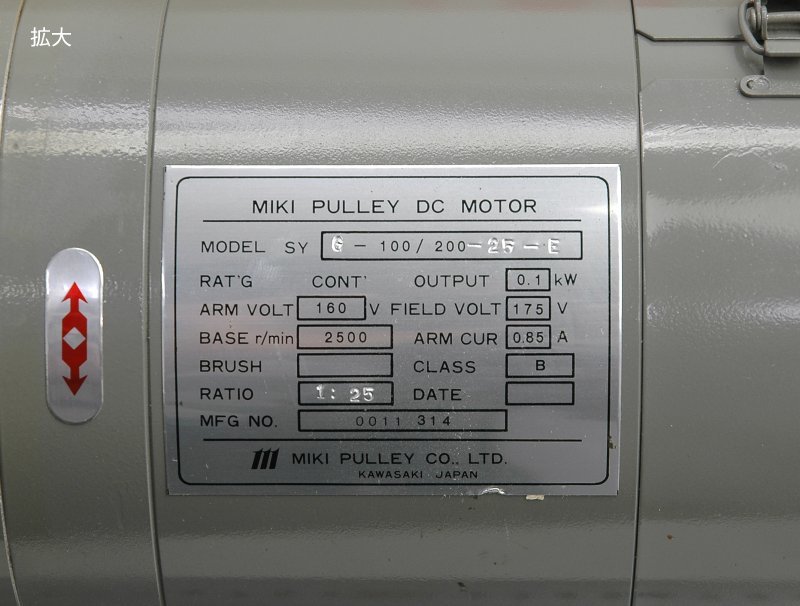 拡大
MIKI PULLEY DC MOTOR
MODEL SY G - 100 / 200 - 25 - E
RAT'G CONT' OUTPUT 0.1 kW
ARM VOLT 160 V FIELD VOLT 175 V
BASE r/min 2500 ARM CUR 0.85 A
BRUSH CLASS B
RATIO 1 : 25 DATE
MFG NO. 0011 314
MIKI PULLEY CO., LTD.
KAWASAKI JAPAN